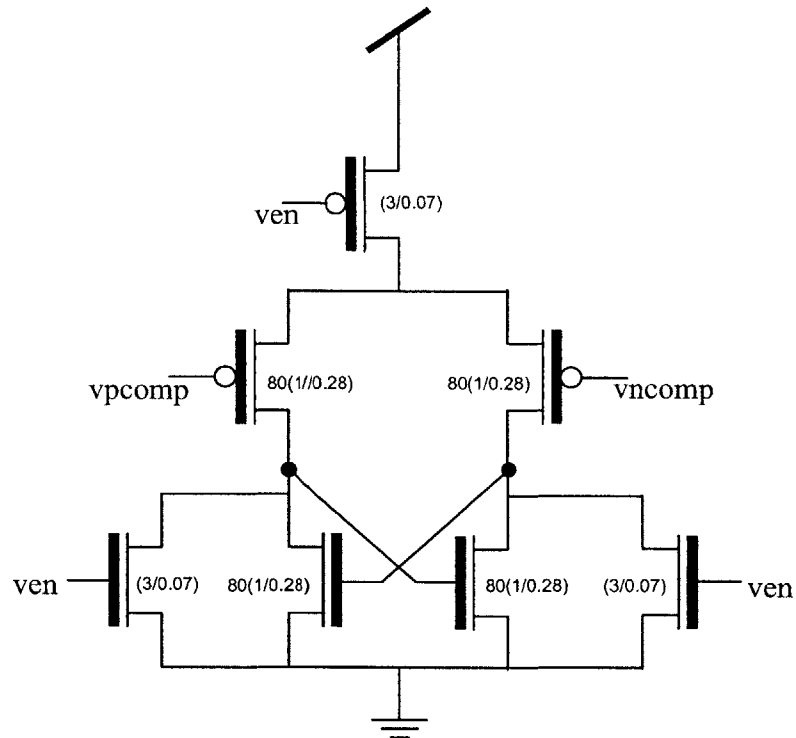 ven
(3/0.07)
vpcomp
80(1//0.28)
80(1/0.28)
vncomp
ven
(3/0.07)
80(1/0.28)
80(1/0.28)
(3/0.07)
ven